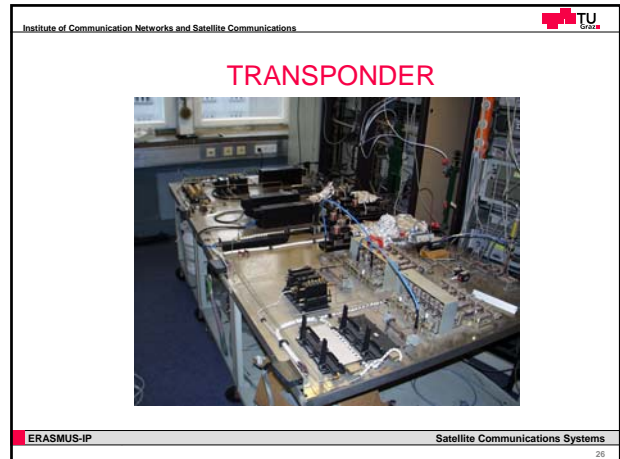 Institute of Communication Networks and Satellite Communications
TU
Graz
TRANSPONDER
ERASMUS-IP
Satellite Communications Systems
26